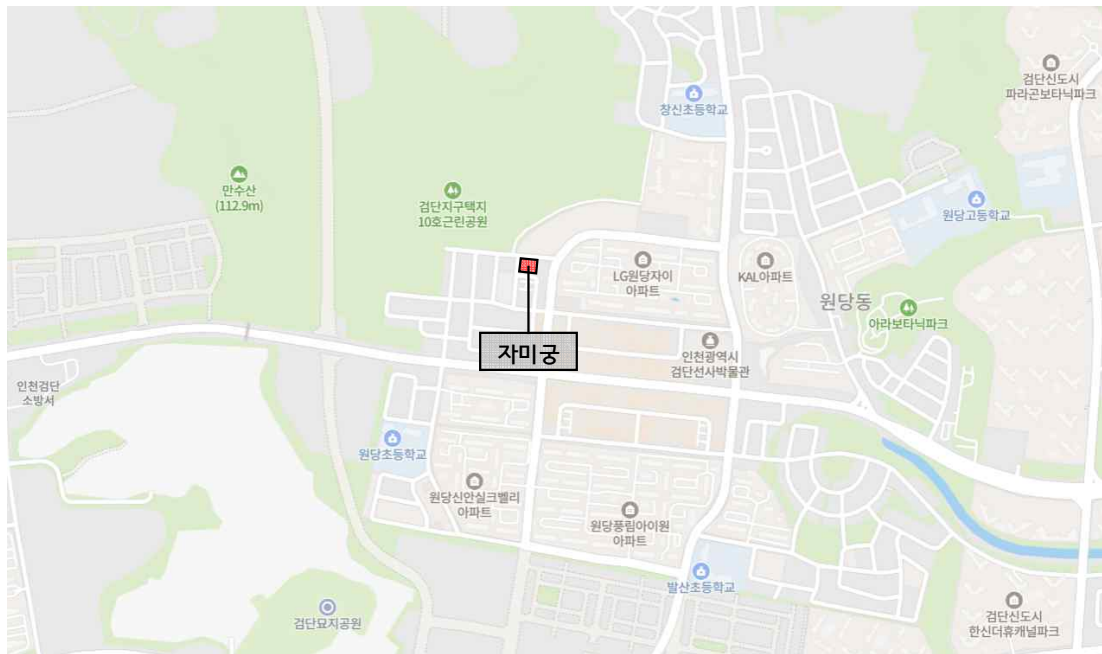 검단신도시
파라곤보타닉파크
창신초등학교
만수산
(112.9m)
검단지구택지
10호근린공원
원당고등학교
LG원당자이
아파트
KAL아파트
원당동
아라보타닉파크
자미궁
인천광역시
검단선사박물관
인천검단
소방서
원당초등학교
원당신안실크벨리
아파트
원당풍림아이원
아파트
발산초등학교
검단묘지공원
검단신도시
한신더휴캐널파크